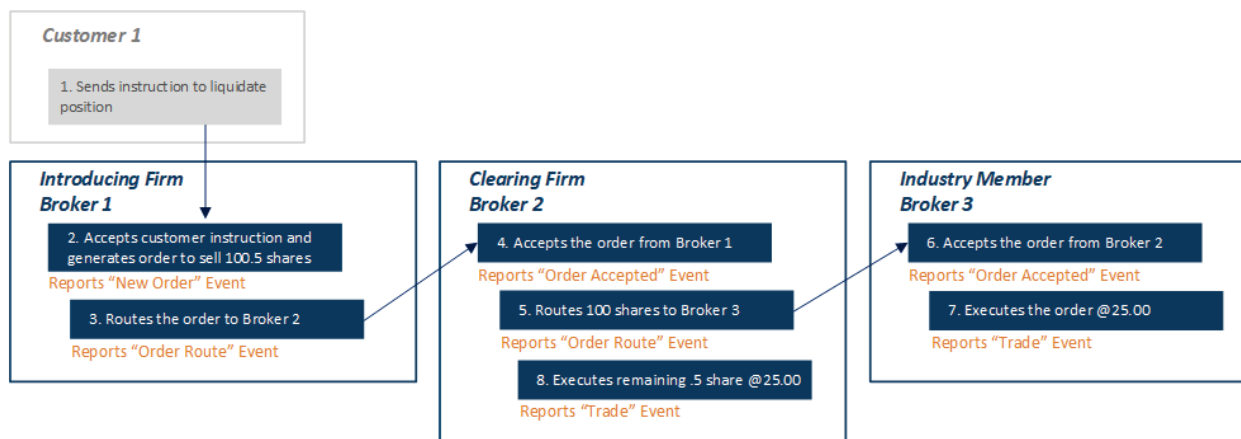 Customer 1
1. Sends instruction to liquidate
position
Introducing Firm
Broker 1
2. Accepts customer instruction and
generates order to sell 100.5 shares
Reports “New Order” Event
3. Routes the order to Broker 2
Reports “Order Route” Event
Clearing Firm
Broker 2
4. Accepts the order from Broker 1
Reports “Order Accepted” Event
5. Routes 100 shares to Broker 3
Reports “Order Route” Event
8. Executes remaining .5 share @25.00
Reports “Trade” Event
Industry Member
Broker 3
6. Accepts the order from Broker 2
Reports “Order Accepted” Event
7. Executes the order @25.00
Reports “Trade” Event